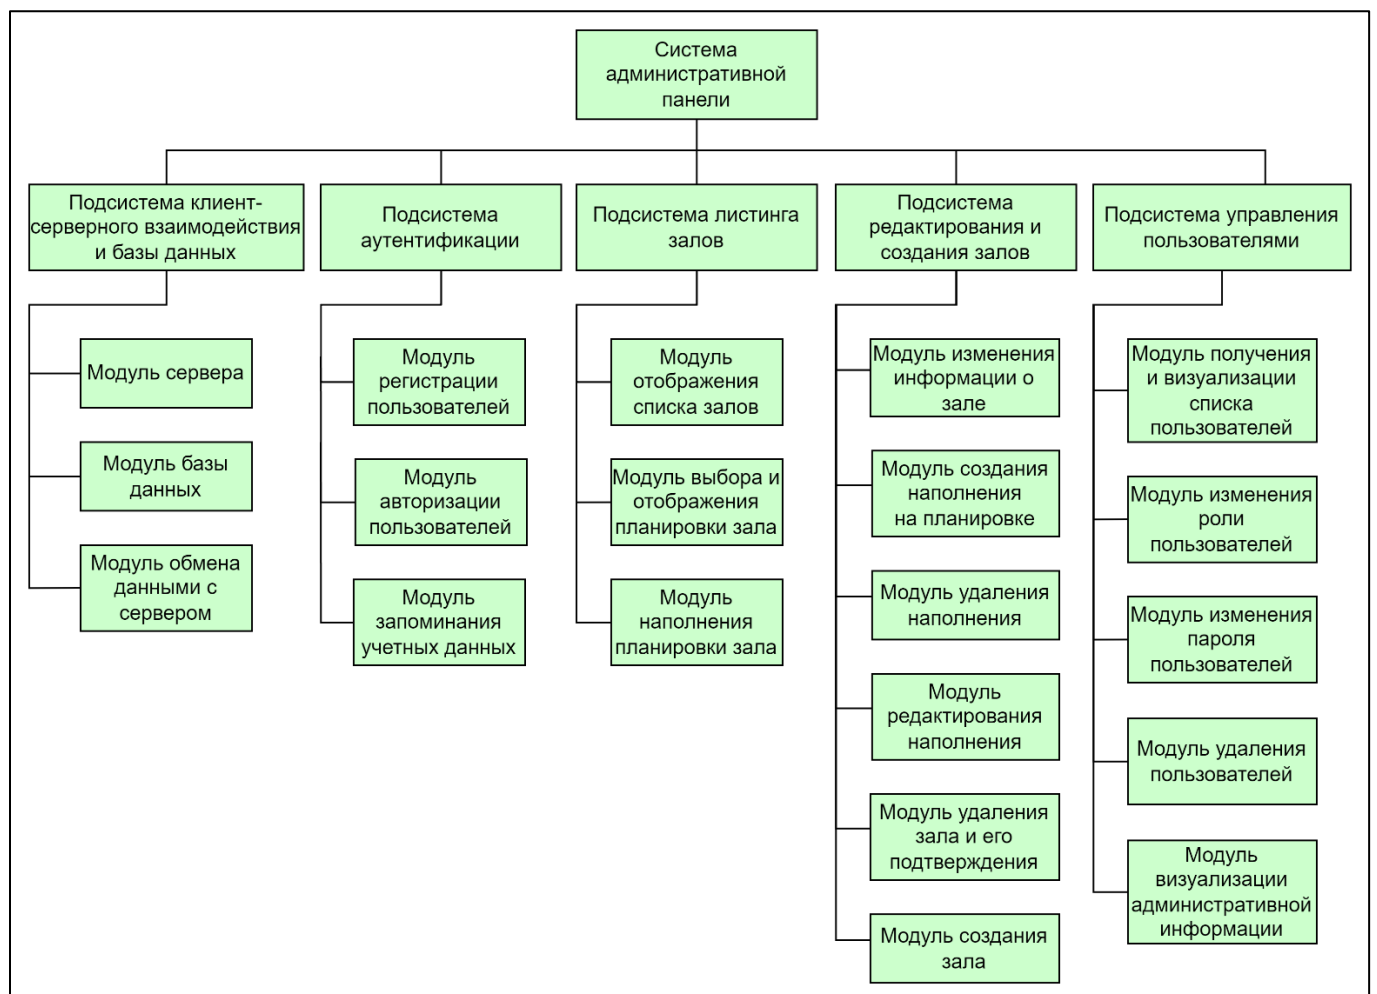 Система
административной
панели
Подсистема клиент-
серверного взаимодействия
и базы данных
Подсистема
аутентификации
Подсистема листинга
залов
Подсистема
редактирования и
создания залов
Подсистема управления
пользователями
Модуль сервера
Модуль базы
данных
Модуль обмена
данными с
сервером
Модуль
регистрации
пользователей
Модуль
авторизации
пользователей
Модуль
запоминания
учетных данных
Модуль
отображения
списка залов
Модуль выбора и
отображения
планировки зала
Модуль
наполнения
планировки зала
Модуль изменения
информации о
зале
Модуль создания
наполнения
на планировке
Модуль удаления
наполнения
Модуль
редактирования
наполнения
Модуль удаления
зала и его
подтверждения
Модуль создания
зала
Модуль получения
и визуализации
списка
пользователей
Модуль изменения
роли
пользователей
Модуль изменения
пароля
пользователей
Модуль удаления
пользователей
Модуль
визуализации
административной
информации